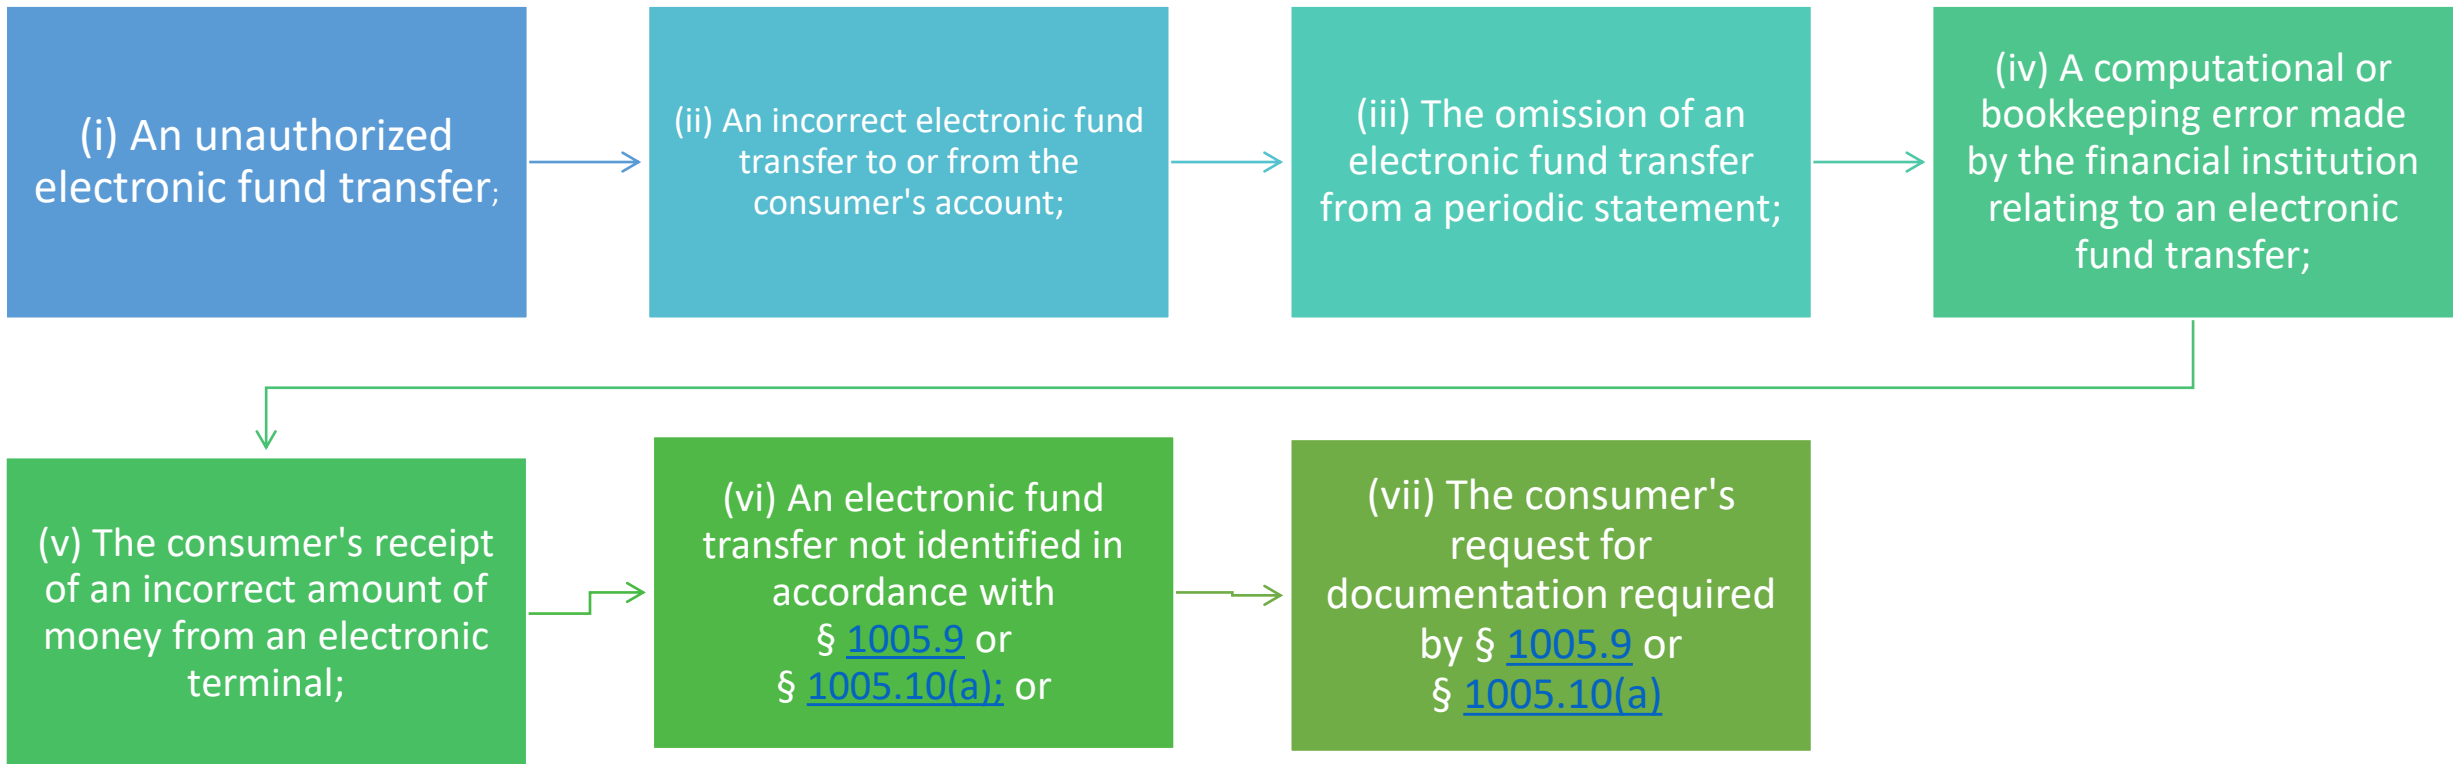 (i) An unauthorized
electronic fund transfer;
(ii) An incorrect electronic fund
transfer to or from the
consumer's account;
(iii) The omission of an
electronic fund transfer
from a periodic statement;
(iv) A computational or
bookkeeping error made
by the financial institution
relating to an electronic
fund transfer;
(v) The consumer's receipt
of an incorrect amount of
money from an electronic
terminal;
(vi) An electronic fund
transfer not identified in
accordance with
§ 1005.9 or
§ 1005.10(a); or
(vii) The consumer's
request for
documentation required
by § 1005.9 or
§ 1005.10(a)